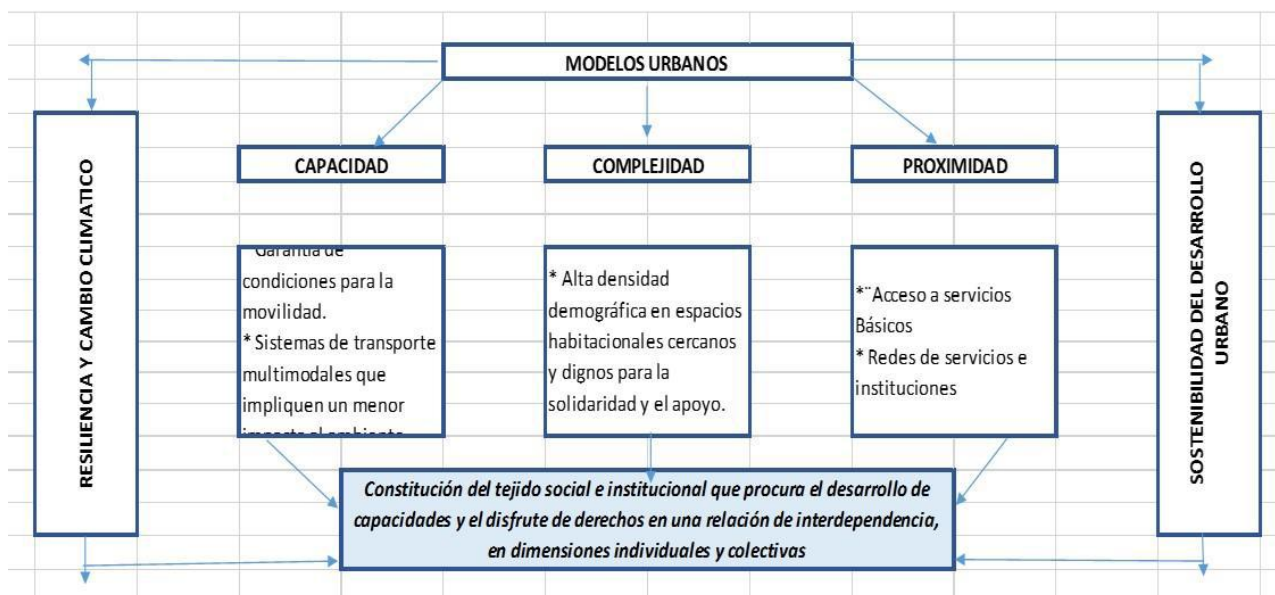 MODELOS URBANOS
RESILIENCIA Y CAMBIO CLIMATICO
CAPACIDAD
COMPLEJIDAD
PROXIMIDAD
SOSTENIBILIDAD DEL DESARROLLO
URBANO
Garantía de
condiciones para la
movilidad.
* Sistemas de transporte
multimodales que
impliquen un menor
* Alta densidad
demográfica en espacios
habitacionales cercanos
y dignos para la
solidaridad y el apoyo.
*¨Acceso a servicios
Básicos
* Redes de servicios e
instituciones
Constitución del tejido social e institucional que procura el desarrollo de
capacidades y el disfrute de derechos en una relación de interdependencia,
en dimensiones individuales y colectivas